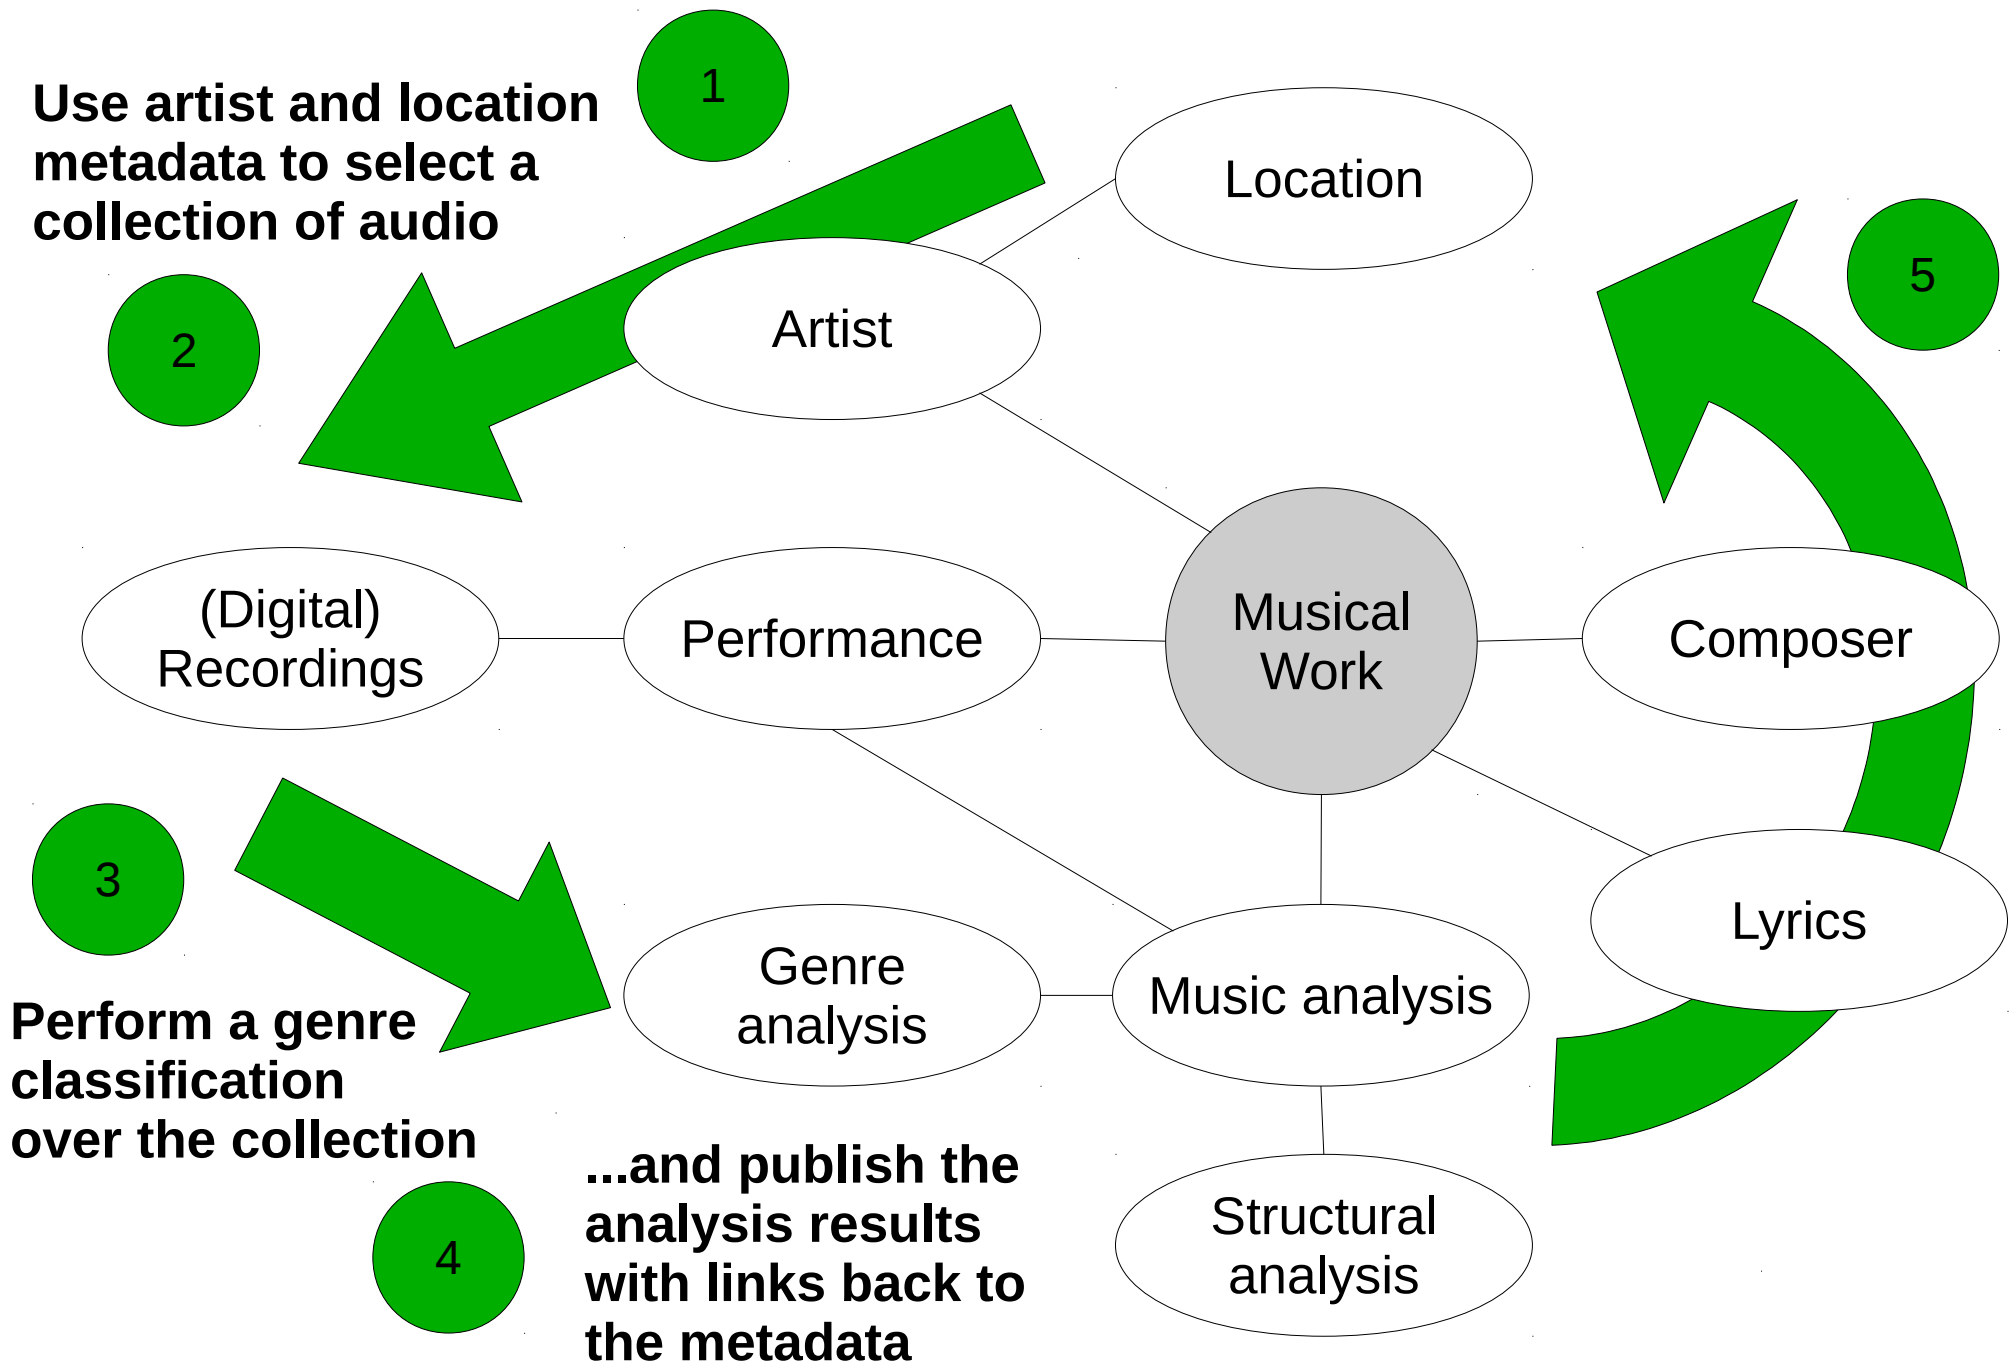 1
Use artist and location
metadata to select a
collection of audio
Location
5
2
Artist
(Digital)
Recordings
Performance
Musical
Work
Composer
3
Lyrics
Genre
analysis
Music analysis
Perform a genre
classification
over the collection
4
...and publish the
analysis results
with links back to
the metadata
Structural
analysis